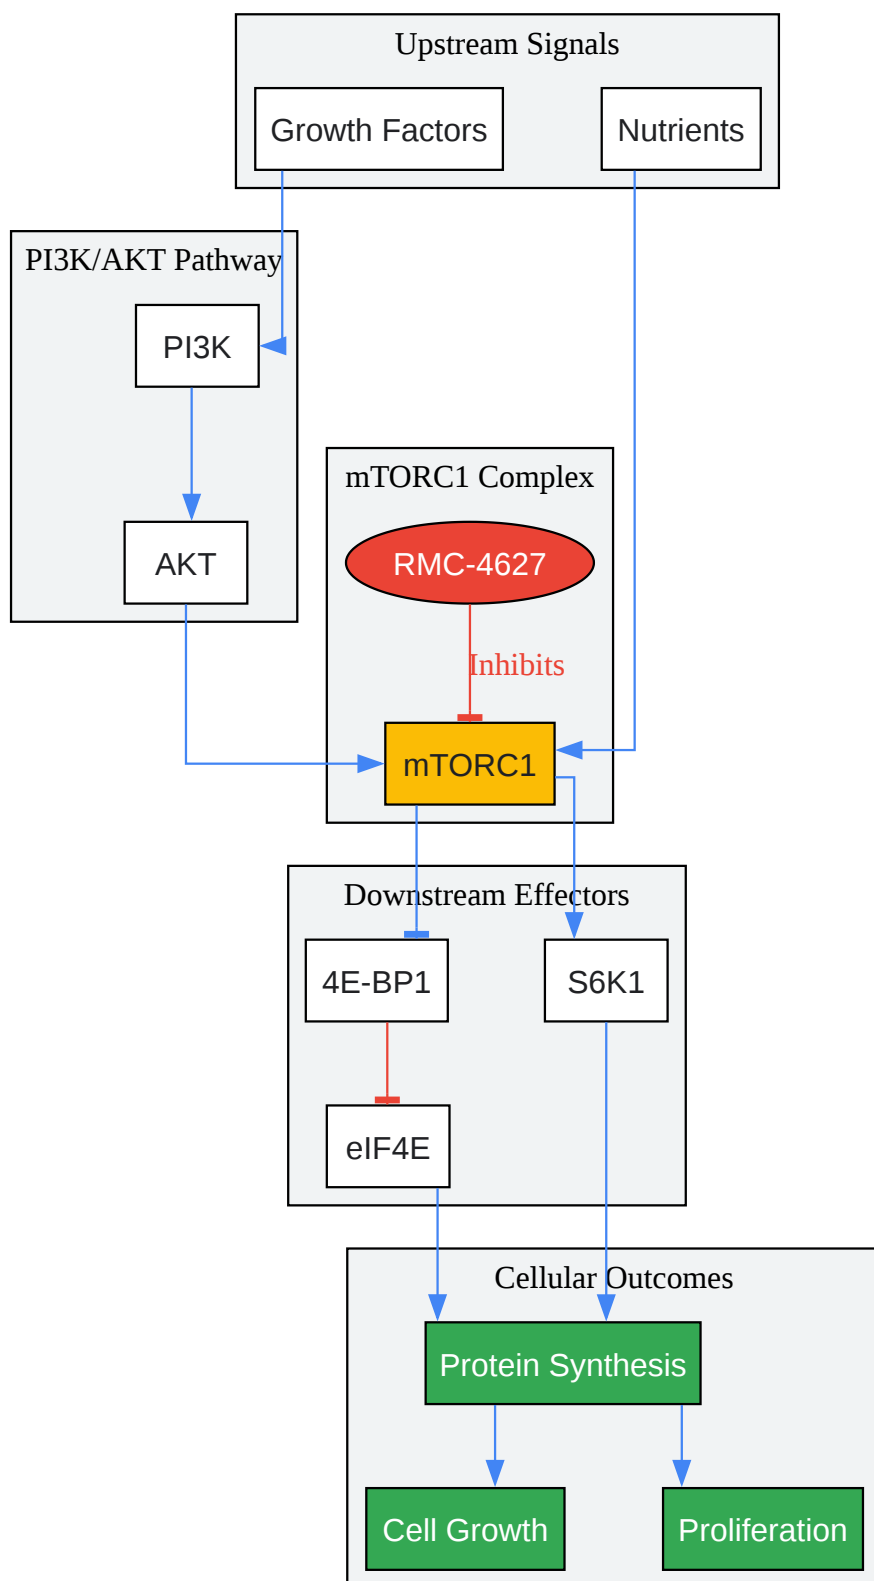 Upstream Signals
Growth Factors
Nutrients
PI3K/AKT Pathway
PI3K
AKT
mTORC1 Complex
RMC-4627
Inhibits
mTORC1
Downstream Effectors
4E-BP1
S6K1
eIF4E
Cellular Outcomes
Protein Synthesis
Cell Growth
Proliferation